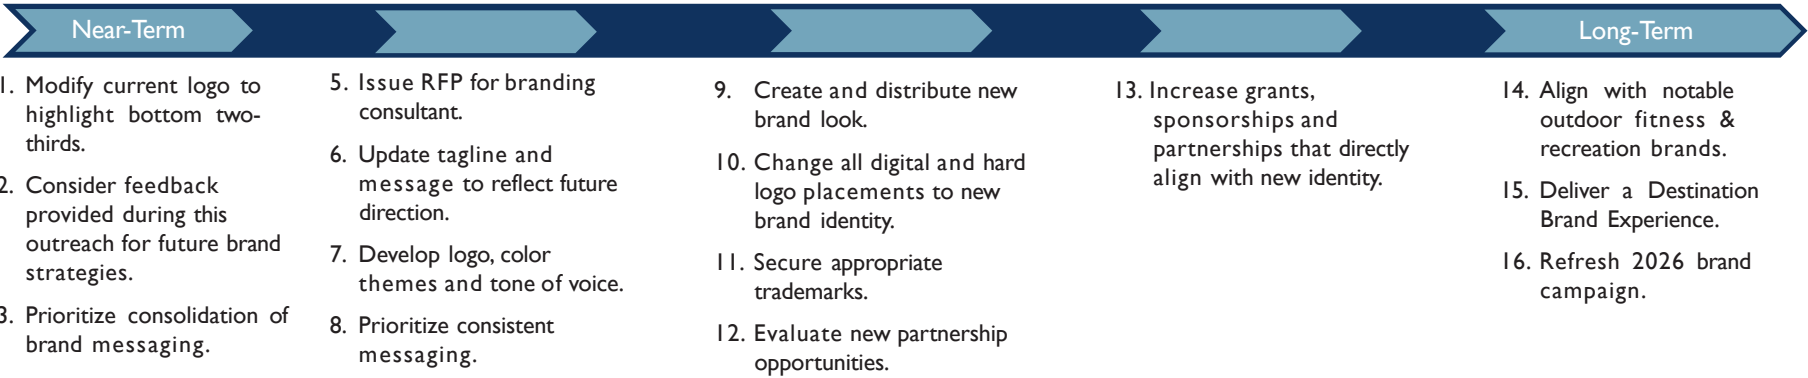 Near-Term
Long-Term
1. Modify current logo to
highlight bottom two-
thirds.
2. Consider feedback
provided during this
outreach for future brand
strategies.
3. Prioritize consolidation of
brand messaging.
5. Issue RFP for branding
consultant.
6. Update tagline and
message to reflect future
direction.
7. Develop logo, color
themes and tone of voice.
8. Prioritize consistent
messaging.
9. Create and distribute new
brand look.
10. Change all digital and hard
logo placements to new
brand identity.
11. Secure appropriate
trademarks.
12. Evaluate new partnership
opportunities.
13. Increase grants,
sponsorships and
partnerships that directly
align with new identity.
14. Align with notable
outdoor fitness &
recreation brands.
15. Deliver a Destination
Brand Experience.
16. Refresh 2026 brand
campaign.